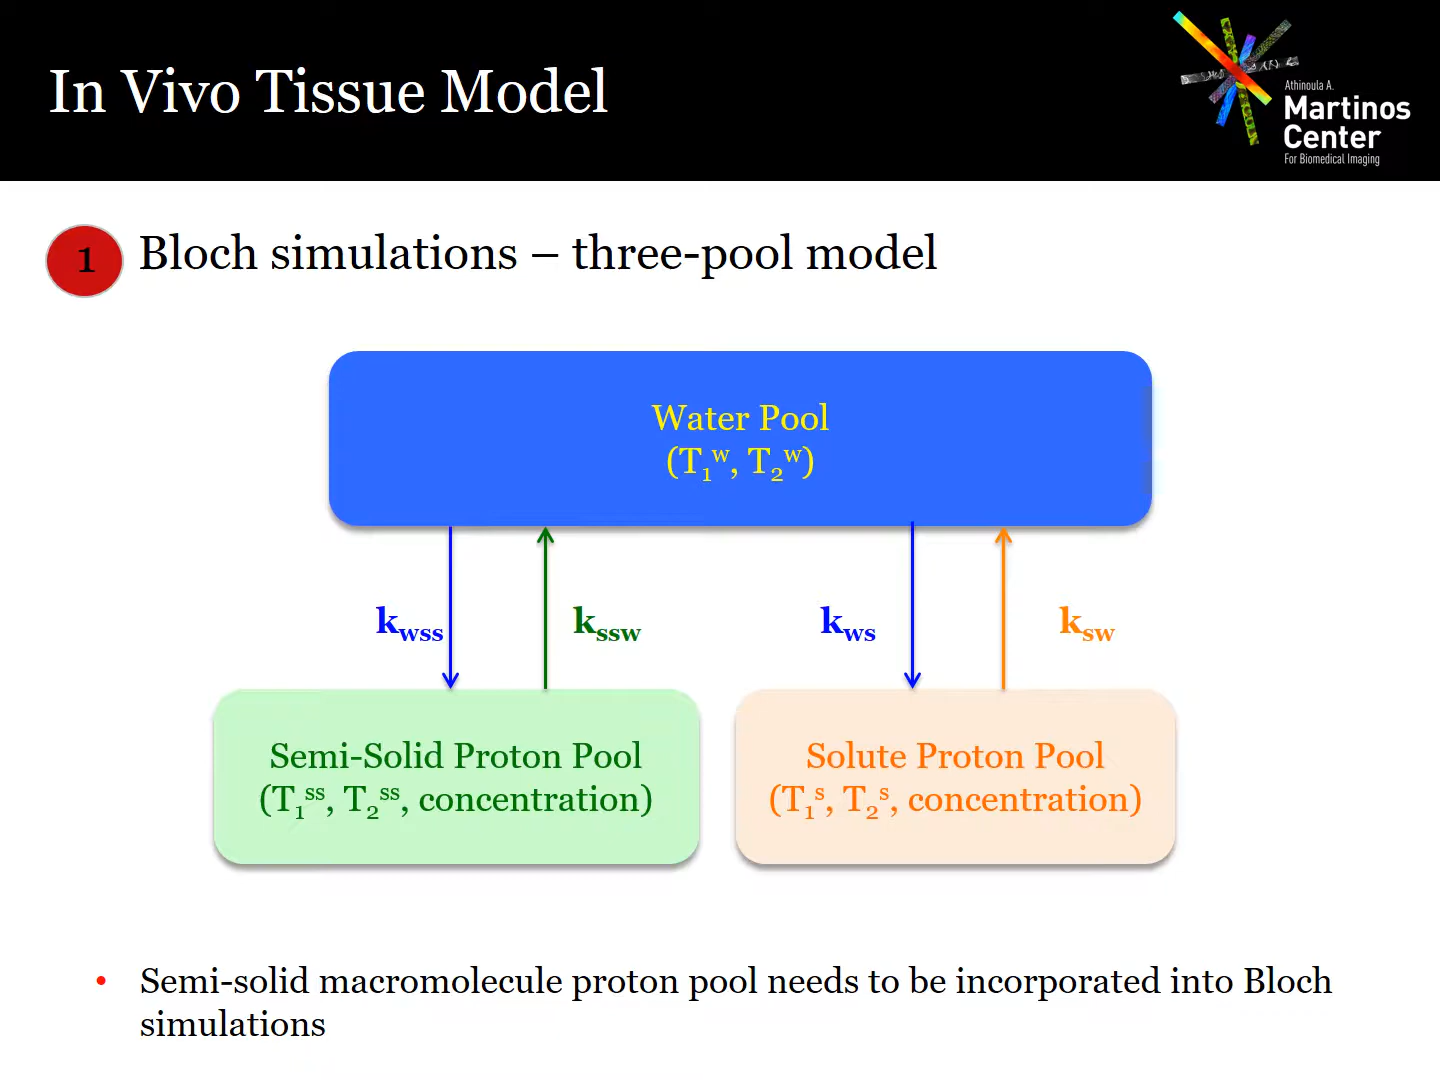 In Vivo Tissue Model
Athinoula A.
Martinos
Center
For Biomedical Imaging
1
Bloch simulations – three-pool model
Water Pool
(T₁ʷ, T₂ʷ)
k_wss
k_ssw
k_ws
k_sw
Semi-Solid Proton Pool
(T₁ˢˢ, T₂ˢˢ, concentration)
Solute Proton Pool
(T₁ˢ, T₂ˢ, concentration)
• Semi-solid macromolecule proton pool needs to be incorporated into Bloch
simulations